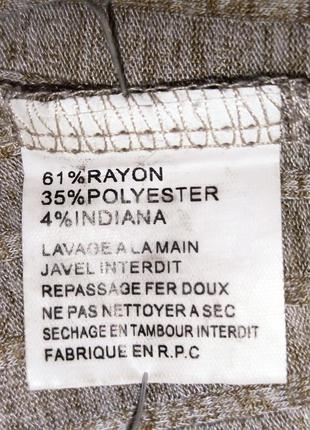 61%RAYON
35%POLYESTER
4%INDIANA
LAVAGE A LA MAIN
JAVEL INTERDIT
REPASSAGE FER DOUX
NE PAS NETTOYER A SEC
SECHAGE EN TAMBOUR INTERDIT
FABRIQUE EN R.P.C